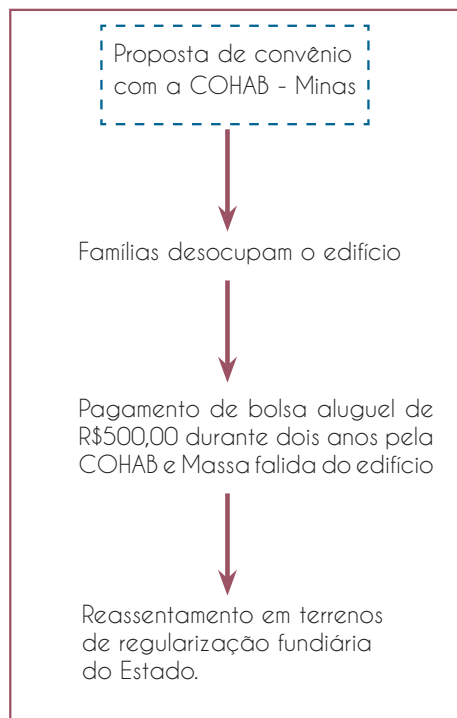 Proposta de convênio
com a COHAB - Minas
Famílias desocupam o edifício
Pagamento de bolsa aluguel de
R$500,00 durante dois anos pela
COHAB e Massa falida do edifício
Reassentamento em terrenos
de regularização fundiária
do Estado.